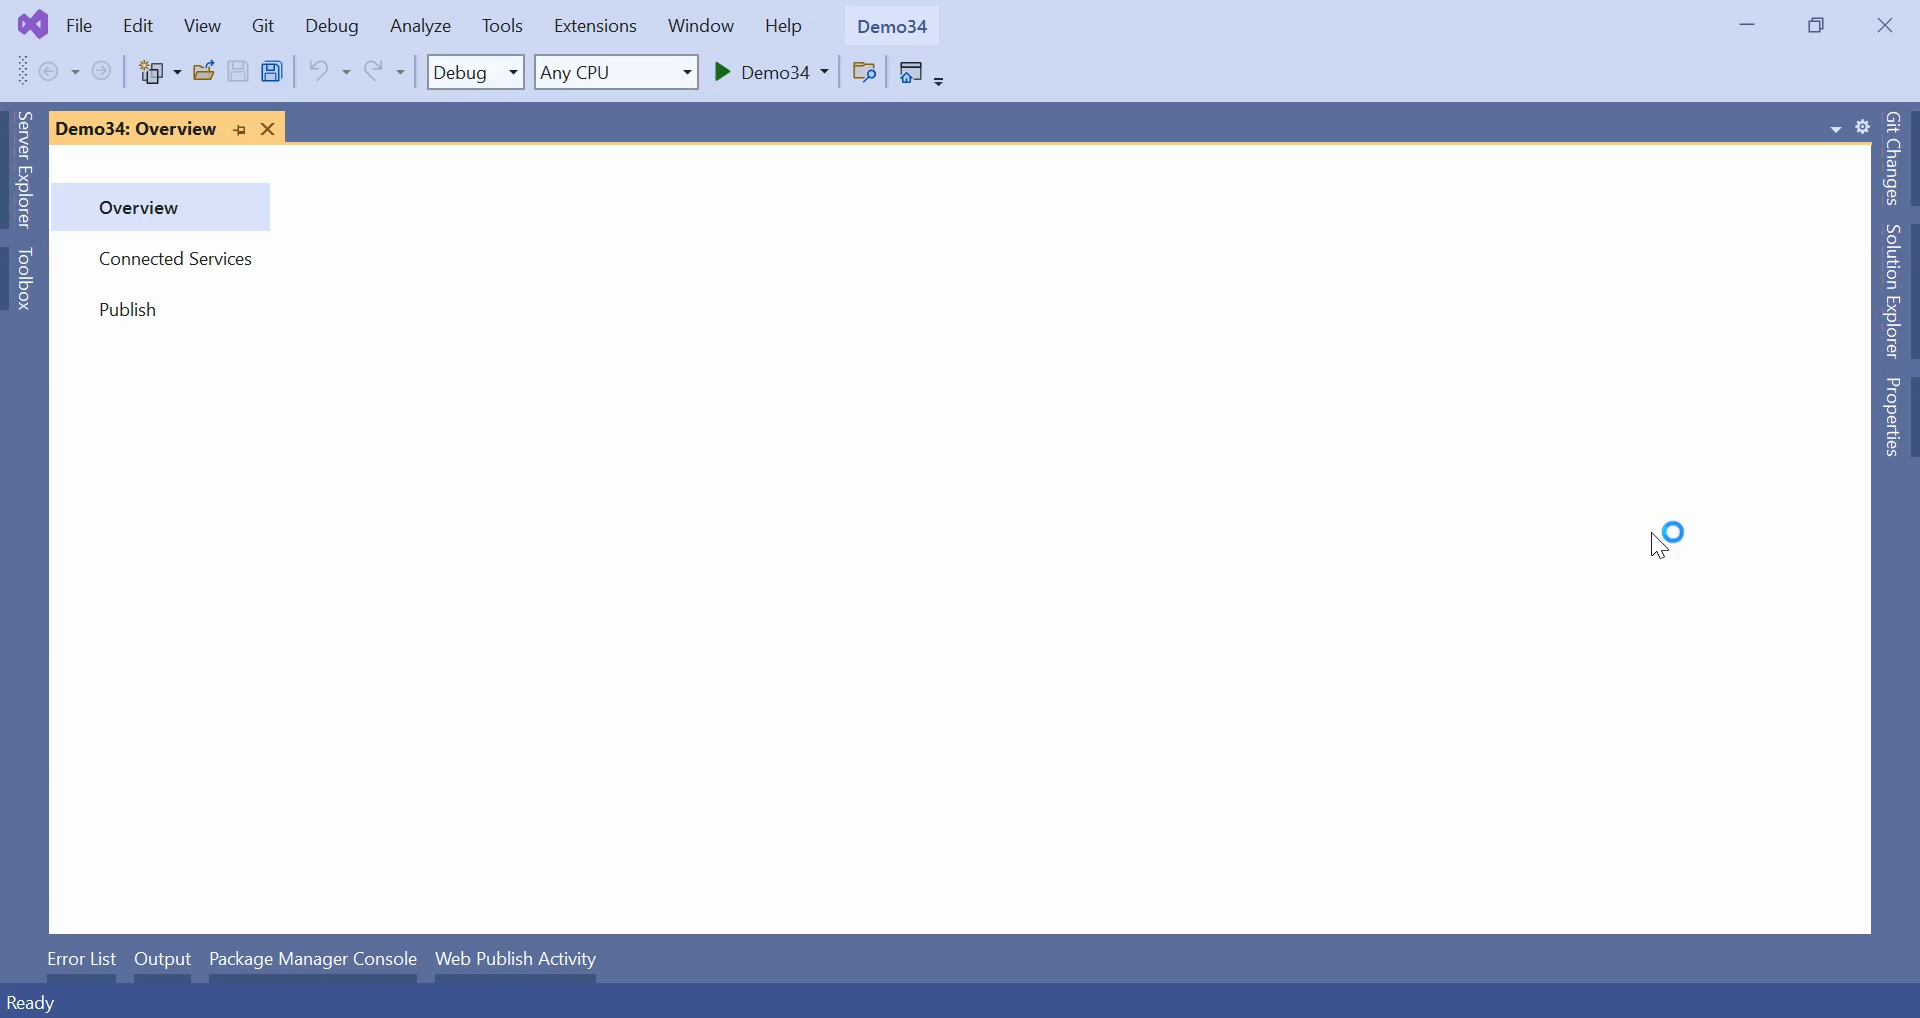 File Edit View Git Debug Analyze Tools Extensions Window Help Demo34
Debug Any CPU Demo34
Demo34: Overview
Server Explorer
Toolbox
Overview
Connected Services
Publish
Git Changes
Solution Explorer
Properties
Error List Output Package Manager Console Web Publish Activity
Ready